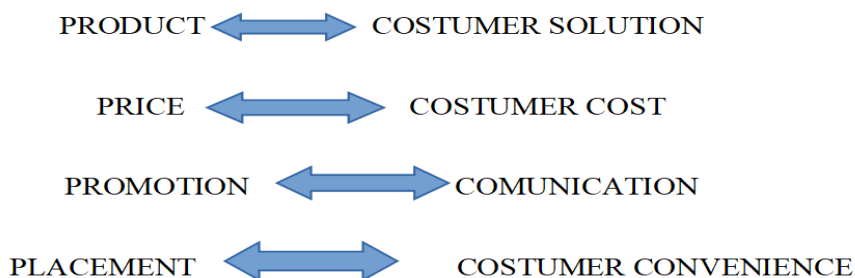 PRODUCT COSTUMER SOLUTION
PRICE COSTUMER COST
PROMOTION COMUNICATION
PLACEMENT COSTUMER CONVENIENCE